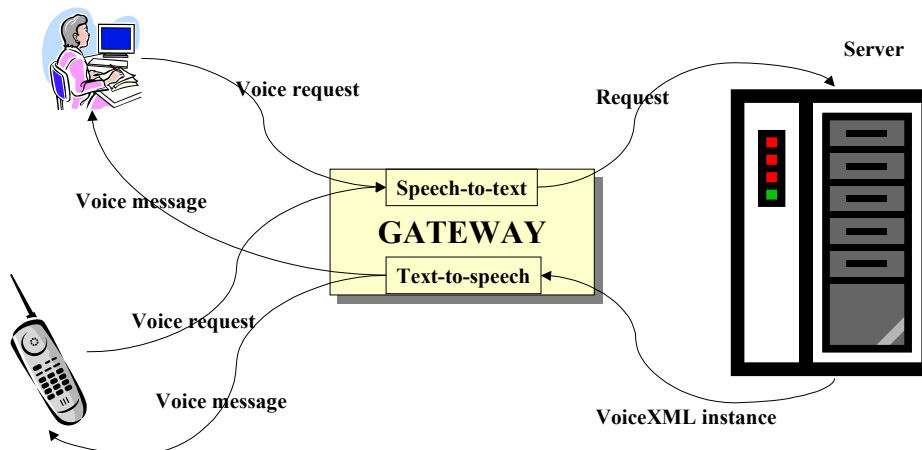 Server
Voice request
Request
Speech-to-text
Voice message
GATEWAY
Text-to-speech
Voice request
Voice message
VoiceXML instance